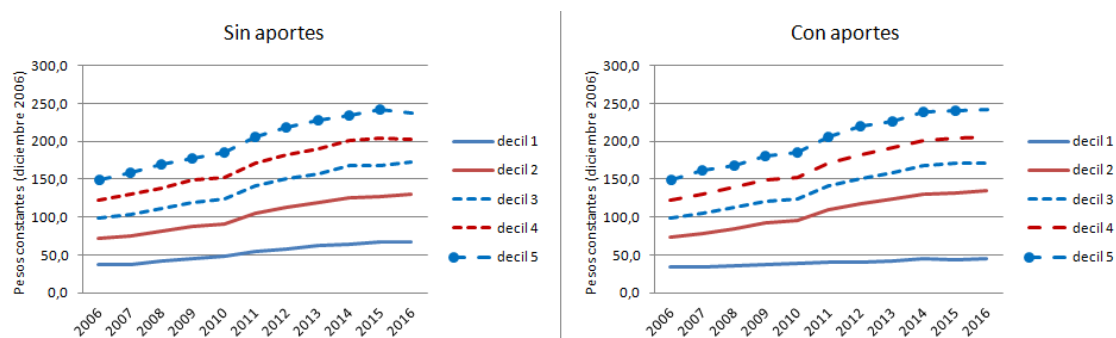 Sin aportes
Pesos constantes (diciembre 2006)
300,0
250,0
200,0
150,0
100,0
50,0
0,0
2006
2007
2008
2009
2010
2011
2012
2013
2014
2015
2016
decil 1
decil 2
decil 3
decil 4
decil 5
Con aportes
Pesos constantes (diciembre 2006)
300,0
250,0
200,0
150,0
100,0
50,0
0,0
2006
2007
2008
2009
2010
2011
2012
2013
2014
2015
2016
decil 1
decil 2
decil 3
decil 4
decil 5